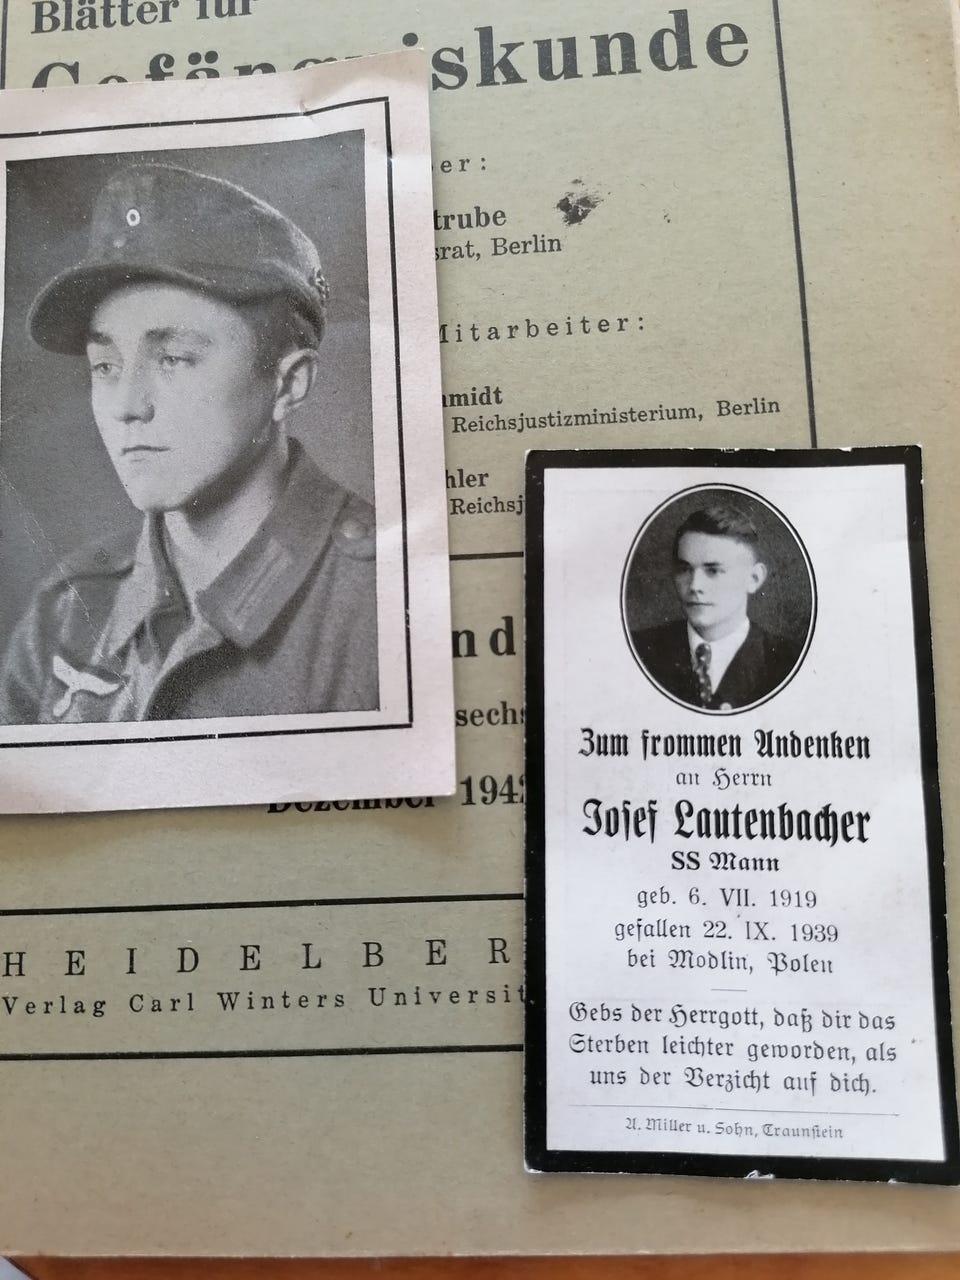 Blätter für
Gefängniskunde
er:
trube
srat, Berlin
Mitarbeiter:
midt
Reichsjustizministerium, Berlin
hler
Reichsj
nd
sechs
Dezember 1942
HEIDELBER
Verlag Carl Winters Universit
Zum frommen Andenken
an Herrn
Josef Lautenbacher
SS Mann
geb. 6. VII. 1919
gefallen 22. IX. 1939
bei Modlin, Polen
Gebs der Herrgott, daß dir das
Sterben leichter geworden, als
uns der Verzicht auf dich.
A. Miller u. Sohn, Traunstein